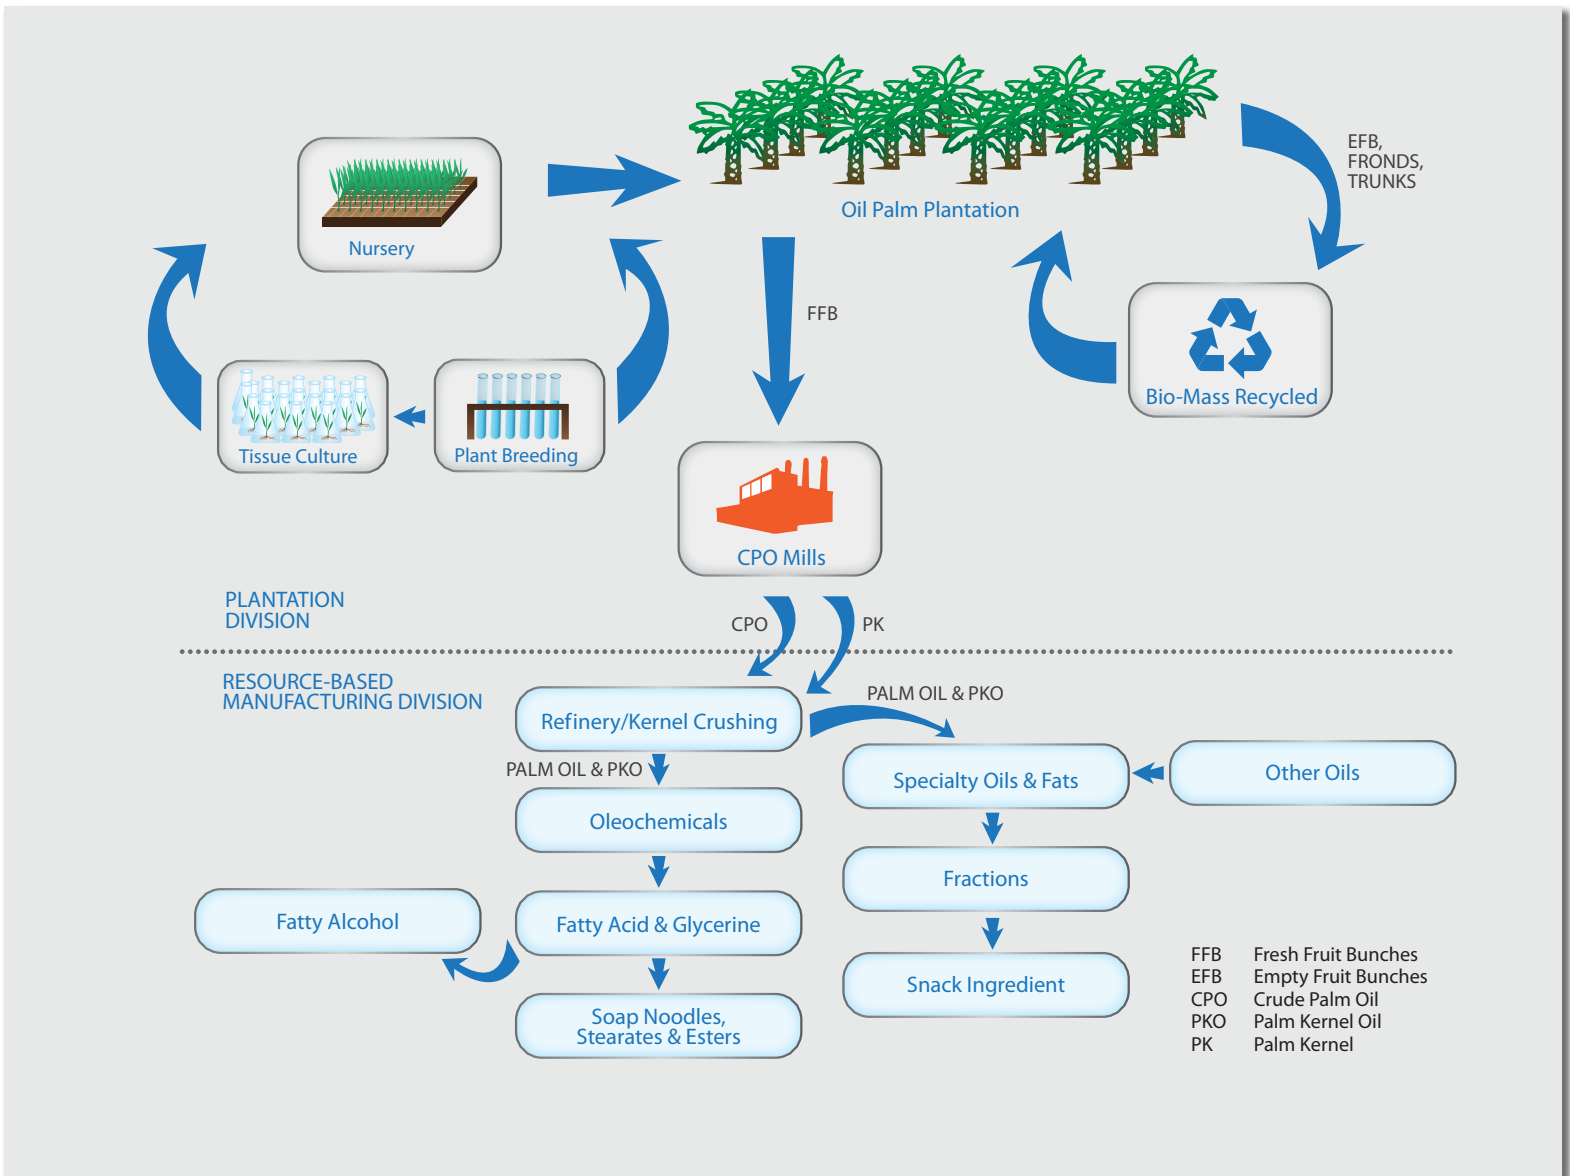 EFB,
FRONDS,
TRUNKS
Oil Palm Plantation
Nursery
FFB
Bio-Mass Recycled
Tissue Culture
Plant Breeding
CPO Mills
PLANTATION
DIVISION
CPO
PK
RESOURCE-BASED
MANUFACTURING DIVISION
PALM OIL & PKO
Refinery/Kernel Crushing
PALM OIL & PKO
Specialty Oils & Fats
Other Oils
Oleochemicals
Fractions
Fatty Alcohol
Fatty Acid & Glycerine
Snack Ingredient
Soap Noodles,
Stearates & Esters
FFB Fresh Fruit Bunches
EFB Empty Fruit Bunches
CPO Crude Palm Oil
PKO Palm Kernel Oil
PK Palm Kernel